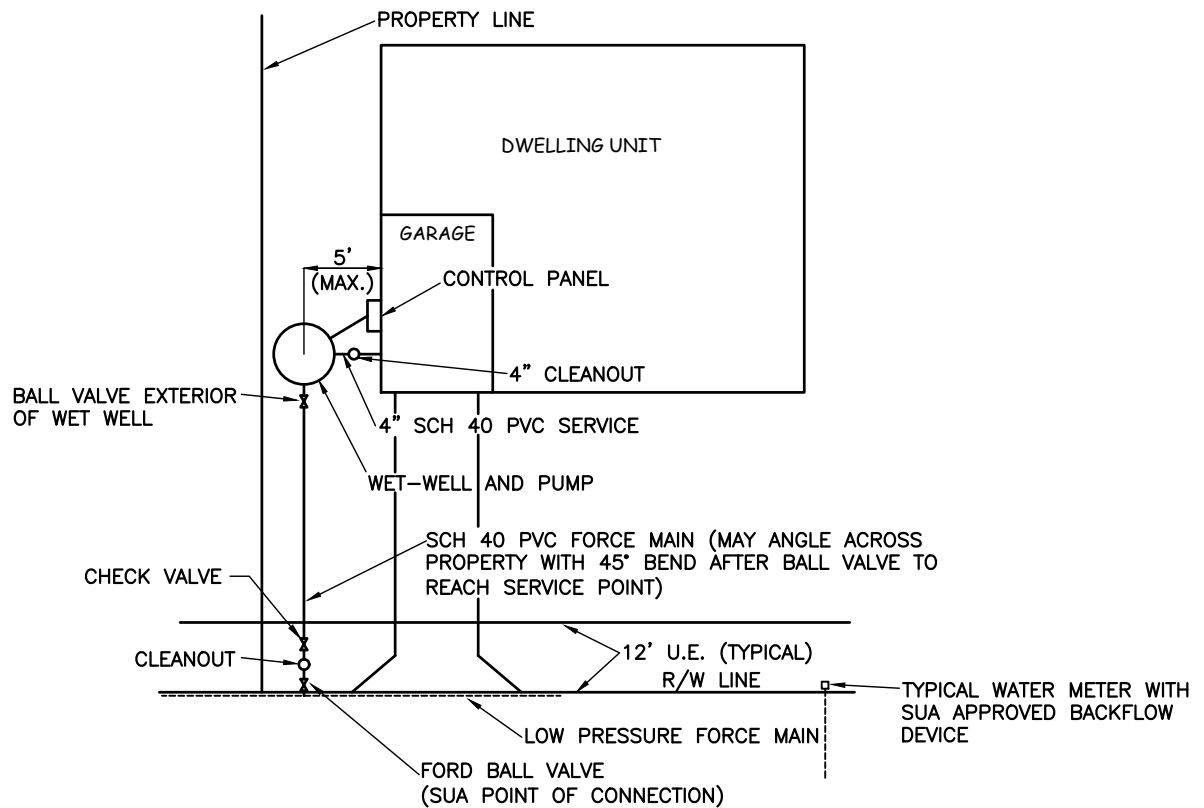 PROPERTY LINE
DWELLING UNIT
GARAGE
5'
(MAX.)
CONTROL PANEL
4" CLEANOUT
BALL VALVE EXTERIOR
OF WET WELL
4" SCH 40 PVC SERVICE
WET-WELL AND PUMP
SCH 40 PVC FORCE MAIN (MAY ANGLE ACROSS
PROPERTY WITH 45° BEND AFTER BALL VALVE TO
REACH SERVICE POINT)
CHECK VALVE
CLEANOUT
12' U.E. (TYPICAL)
R/W LINE
TYPICAL WATER METER WITH
SUA APPROVED BACKFLOW
DEVICE
LOW PRESSURE FORCE MAIN
FORD BALL VALVE
(SUA POINT OF CONNECTION)